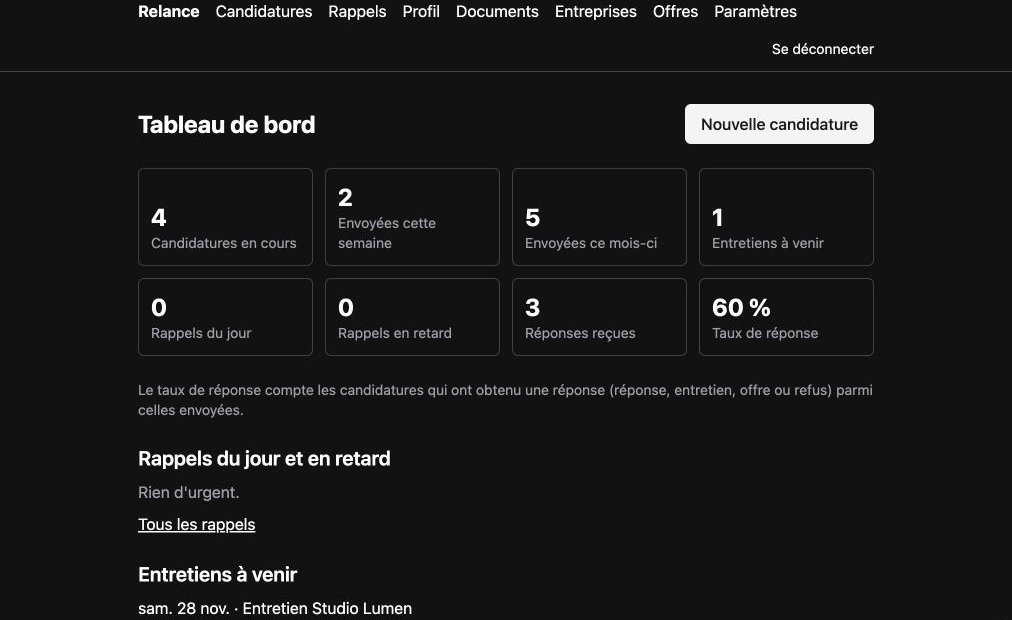 Relance Candidatures Rappels Profil Documents Entreprises Offres Paramètres
Se déconnecter
Tableau de bord
Nouvelle candidature
4
Candidatures en cours
2
Envoyées cette
semaine
5
Envoyées ce mois-ci
1
Entretiens à venir
0
Rappels du jour
0
Rappels en retard
3
Réponses reçues
60 %
Taux de réponse
Le taux de réponse compte les candidatures qui ont obtenu une réponse (réponse, entretien, offre ou refus) parmi
celles envoyées.
Rappels du jour et en retard
Rien d'urgent.
Tous les rappels
Entretiens à venir
sam. 28 nov. · Entretien Studio Lumen